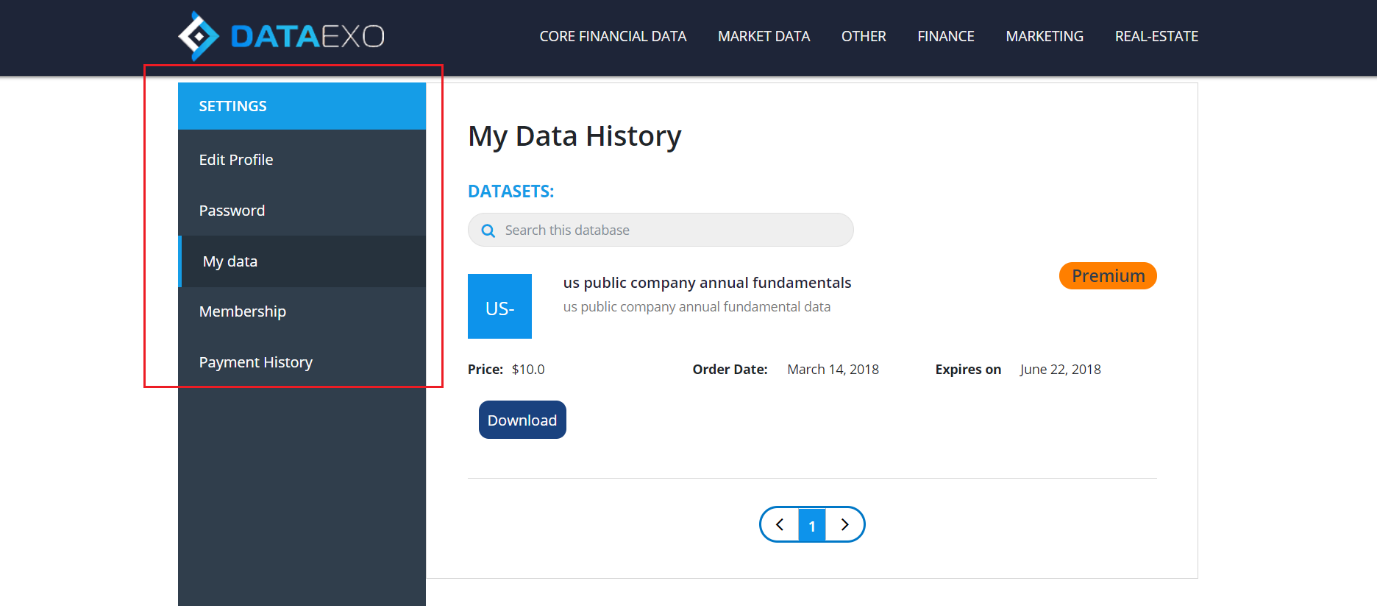 DATAEXO
CORE FINANCIAL DATA MARKET DATA OTHER FINANCE MARKETING REAL-ESTATE
SETTINGS
Edit Profile
Password
My data
Membership
Payment History
My Data History
DATASETS:
Search this database
US-
us public company annual fundamentals
Premium
us public company annual fundamental data
Price: $10.0 Order Date: March 14, 2018 Expires on June 22, 2018
Download
1